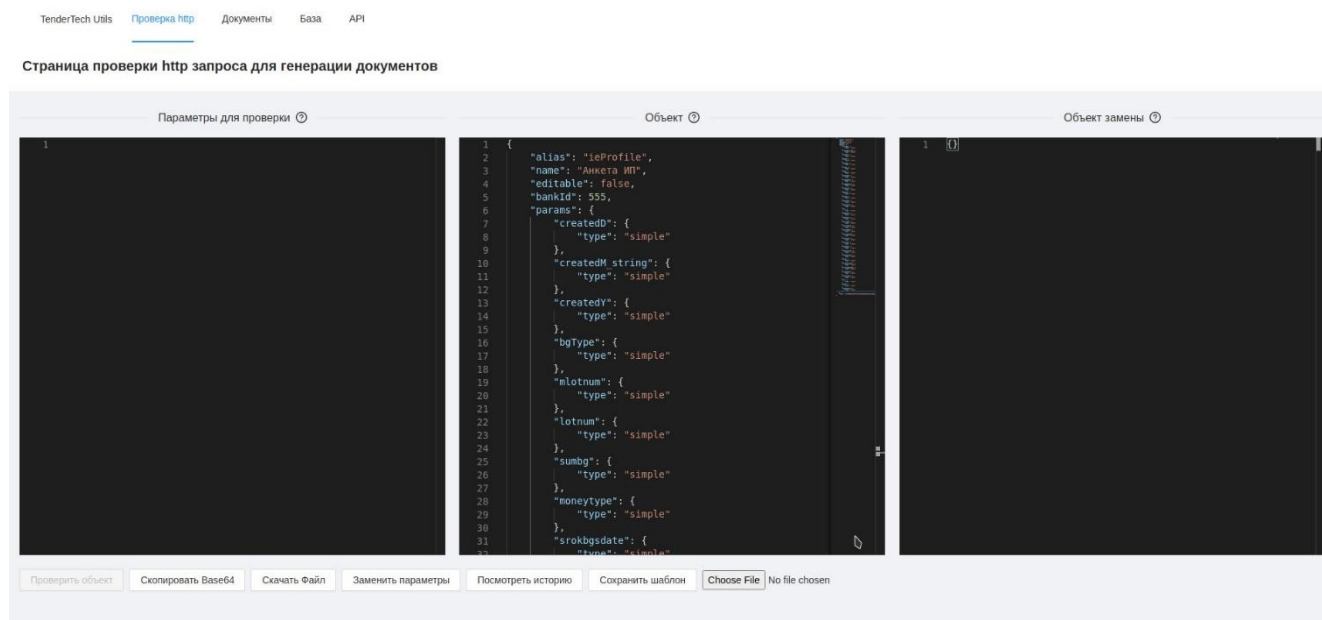 TenderTech Utils Проверка http Документы База API
Страница проверки http запроса для генерации документов
Параметры для проверки
1
Объект
1 {
2 "alias": "ieProfile",
3 "name": "Анкета ИП",
4 "editable": false,
5 "bankId": 555,
6 "params": {
7 "createdD": {
8 "type": "simple"
9 },
10 "createdM_string": {
11 "type": "simple"
12 },
13 "createdY": {
14 "type": "simple"
15 },
16 "bgType": {
17 "type": "simple"
18 },
19 "mlotnum": {
20 "type": "simple"
21 },
22 "lotnum": {
23 "type": "simple"
24 },
25 "sumbg": {
26 "type": "simple"
27 },
28 "moneytype": {
29 "type": "simple"
30 },
31 "srokbgsdate": {
32 "type": "simple"
Объект замены
1 {}
Проверить объект Скопировать Base64 Скачать Файл Заменить параметры Посмотреть историю Сохранить шаблон Choose File No file chosen